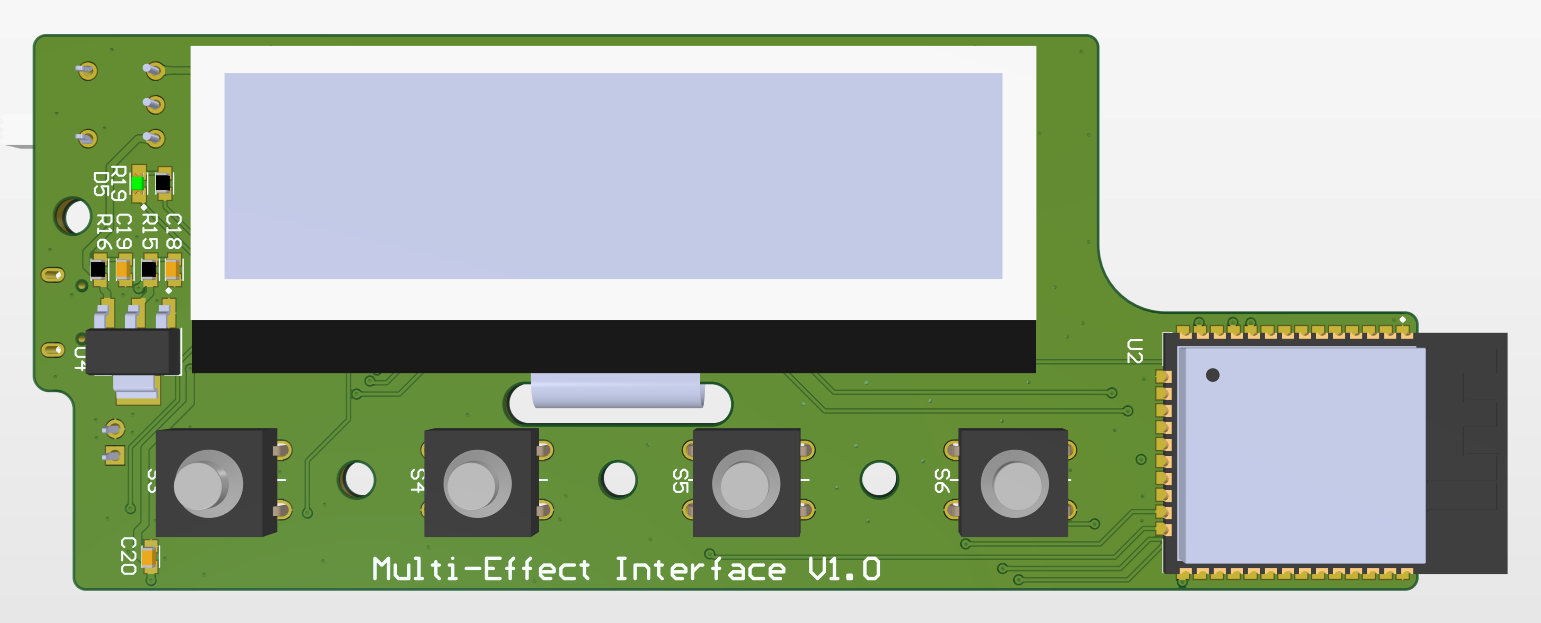 R19
D5
R16
C19
R15
C18
U4
U2
S3
S4
S5
S6
C20
Multi-Effect Interface V1.0